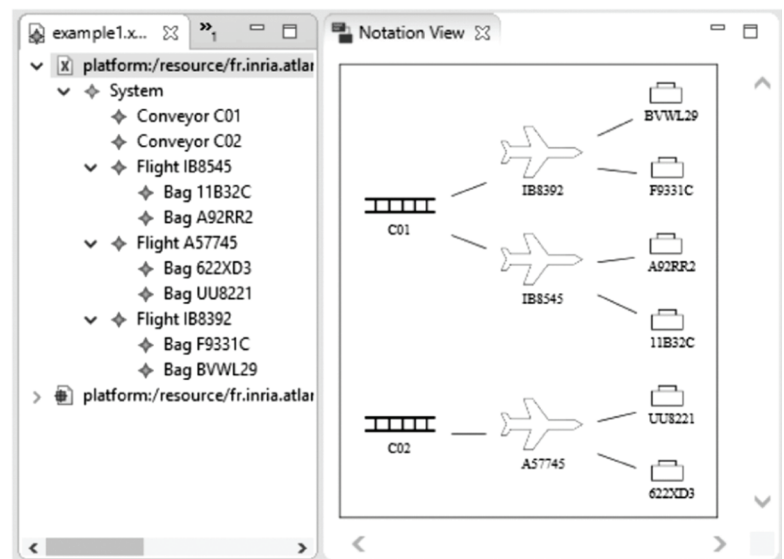 example1.x...
»1
platform:/resource/fr.inria.atlar
System
Conveyor C01
Conveyor C02
Flight IB8545
Bag 11B32C
Bag A92RR2
Flight A57745
Bag 622XD3
Bag UU8221
Flight IB8392
Bag F9331C
Bag BVWL29
platform:/resource/fr.inria.atlar
Notation View
BVWL29
IB8392
F9331C
C01
A92RR2
IB8545
11B32C
UU8221
C02
A57745
622XD3